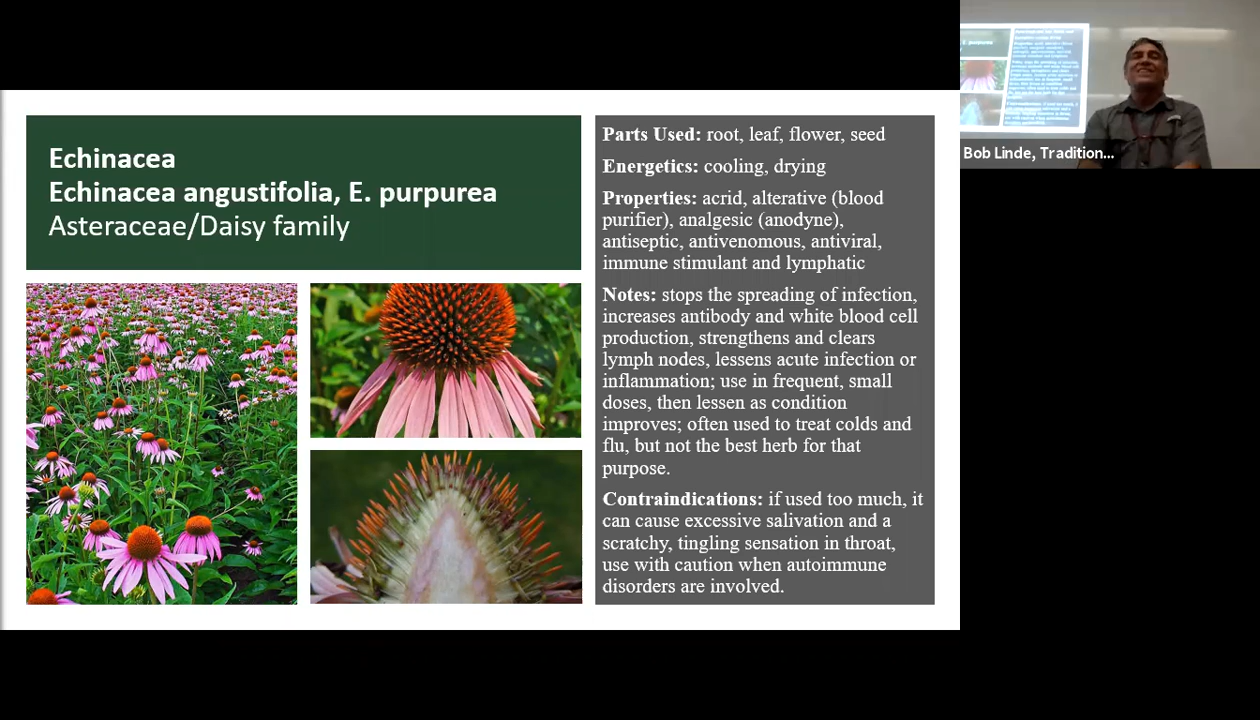 Echinacea
Echinacea angustifolia, E. purpurea
Asteraceae/Daisy family
Parts Used: root, leaf, flower, seed
Energetics: cooling, drying
Properties: acrid, alterative (blood
purifier), analgesic (anodyne),
antiseptic, antivenomous, antiviral,
immune stimulant and lymphatic
Notes: stops the spreading of infection,
increases antibody and white blood cell
production, strengthens and clears
lymph nodes, lessens acute infection or
inflammation; use in frequent, small
doses, then lessen as condition
improves; often used to treat colds and
flu, but not the best herb for that
purpose.
Contraindications: if used too much, it
can cause excessive salivation and a
scratchy, tingling sensation in throat,
use with caution when autoimmune
disorders are involved.
Bob Linde, Tradition...